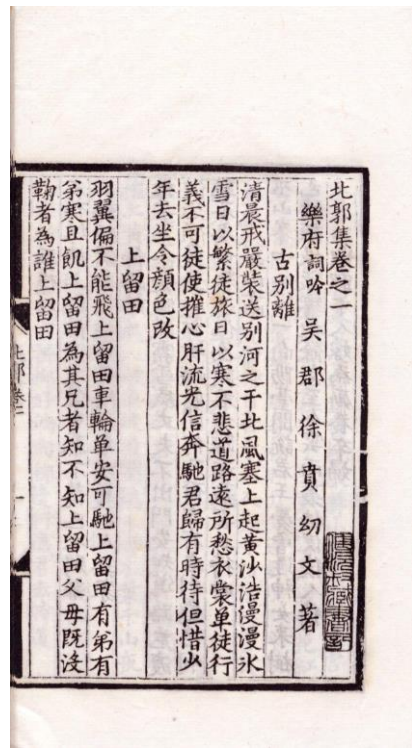 北郭集卷之一
樂府詞吟 吴郡徐賁幼文著
古別離
清晨戒嚴裝送別河之干北風塞上起黃沙浩漫漫氷
雪日以繁徒旅日以寒不悲道路遠所愁衣裳单徒行
義不可徒使摧心肝流光信奔馳君歸有時待但惜少
年去坐令顔色改
上留田
羽翼偏不能飛上留田車輪单安可馳上留田有弟有
弟寒且飢上留田為其兄者知不知上留田父母既沒
鞠者為誰上留田
北郭卷一
一